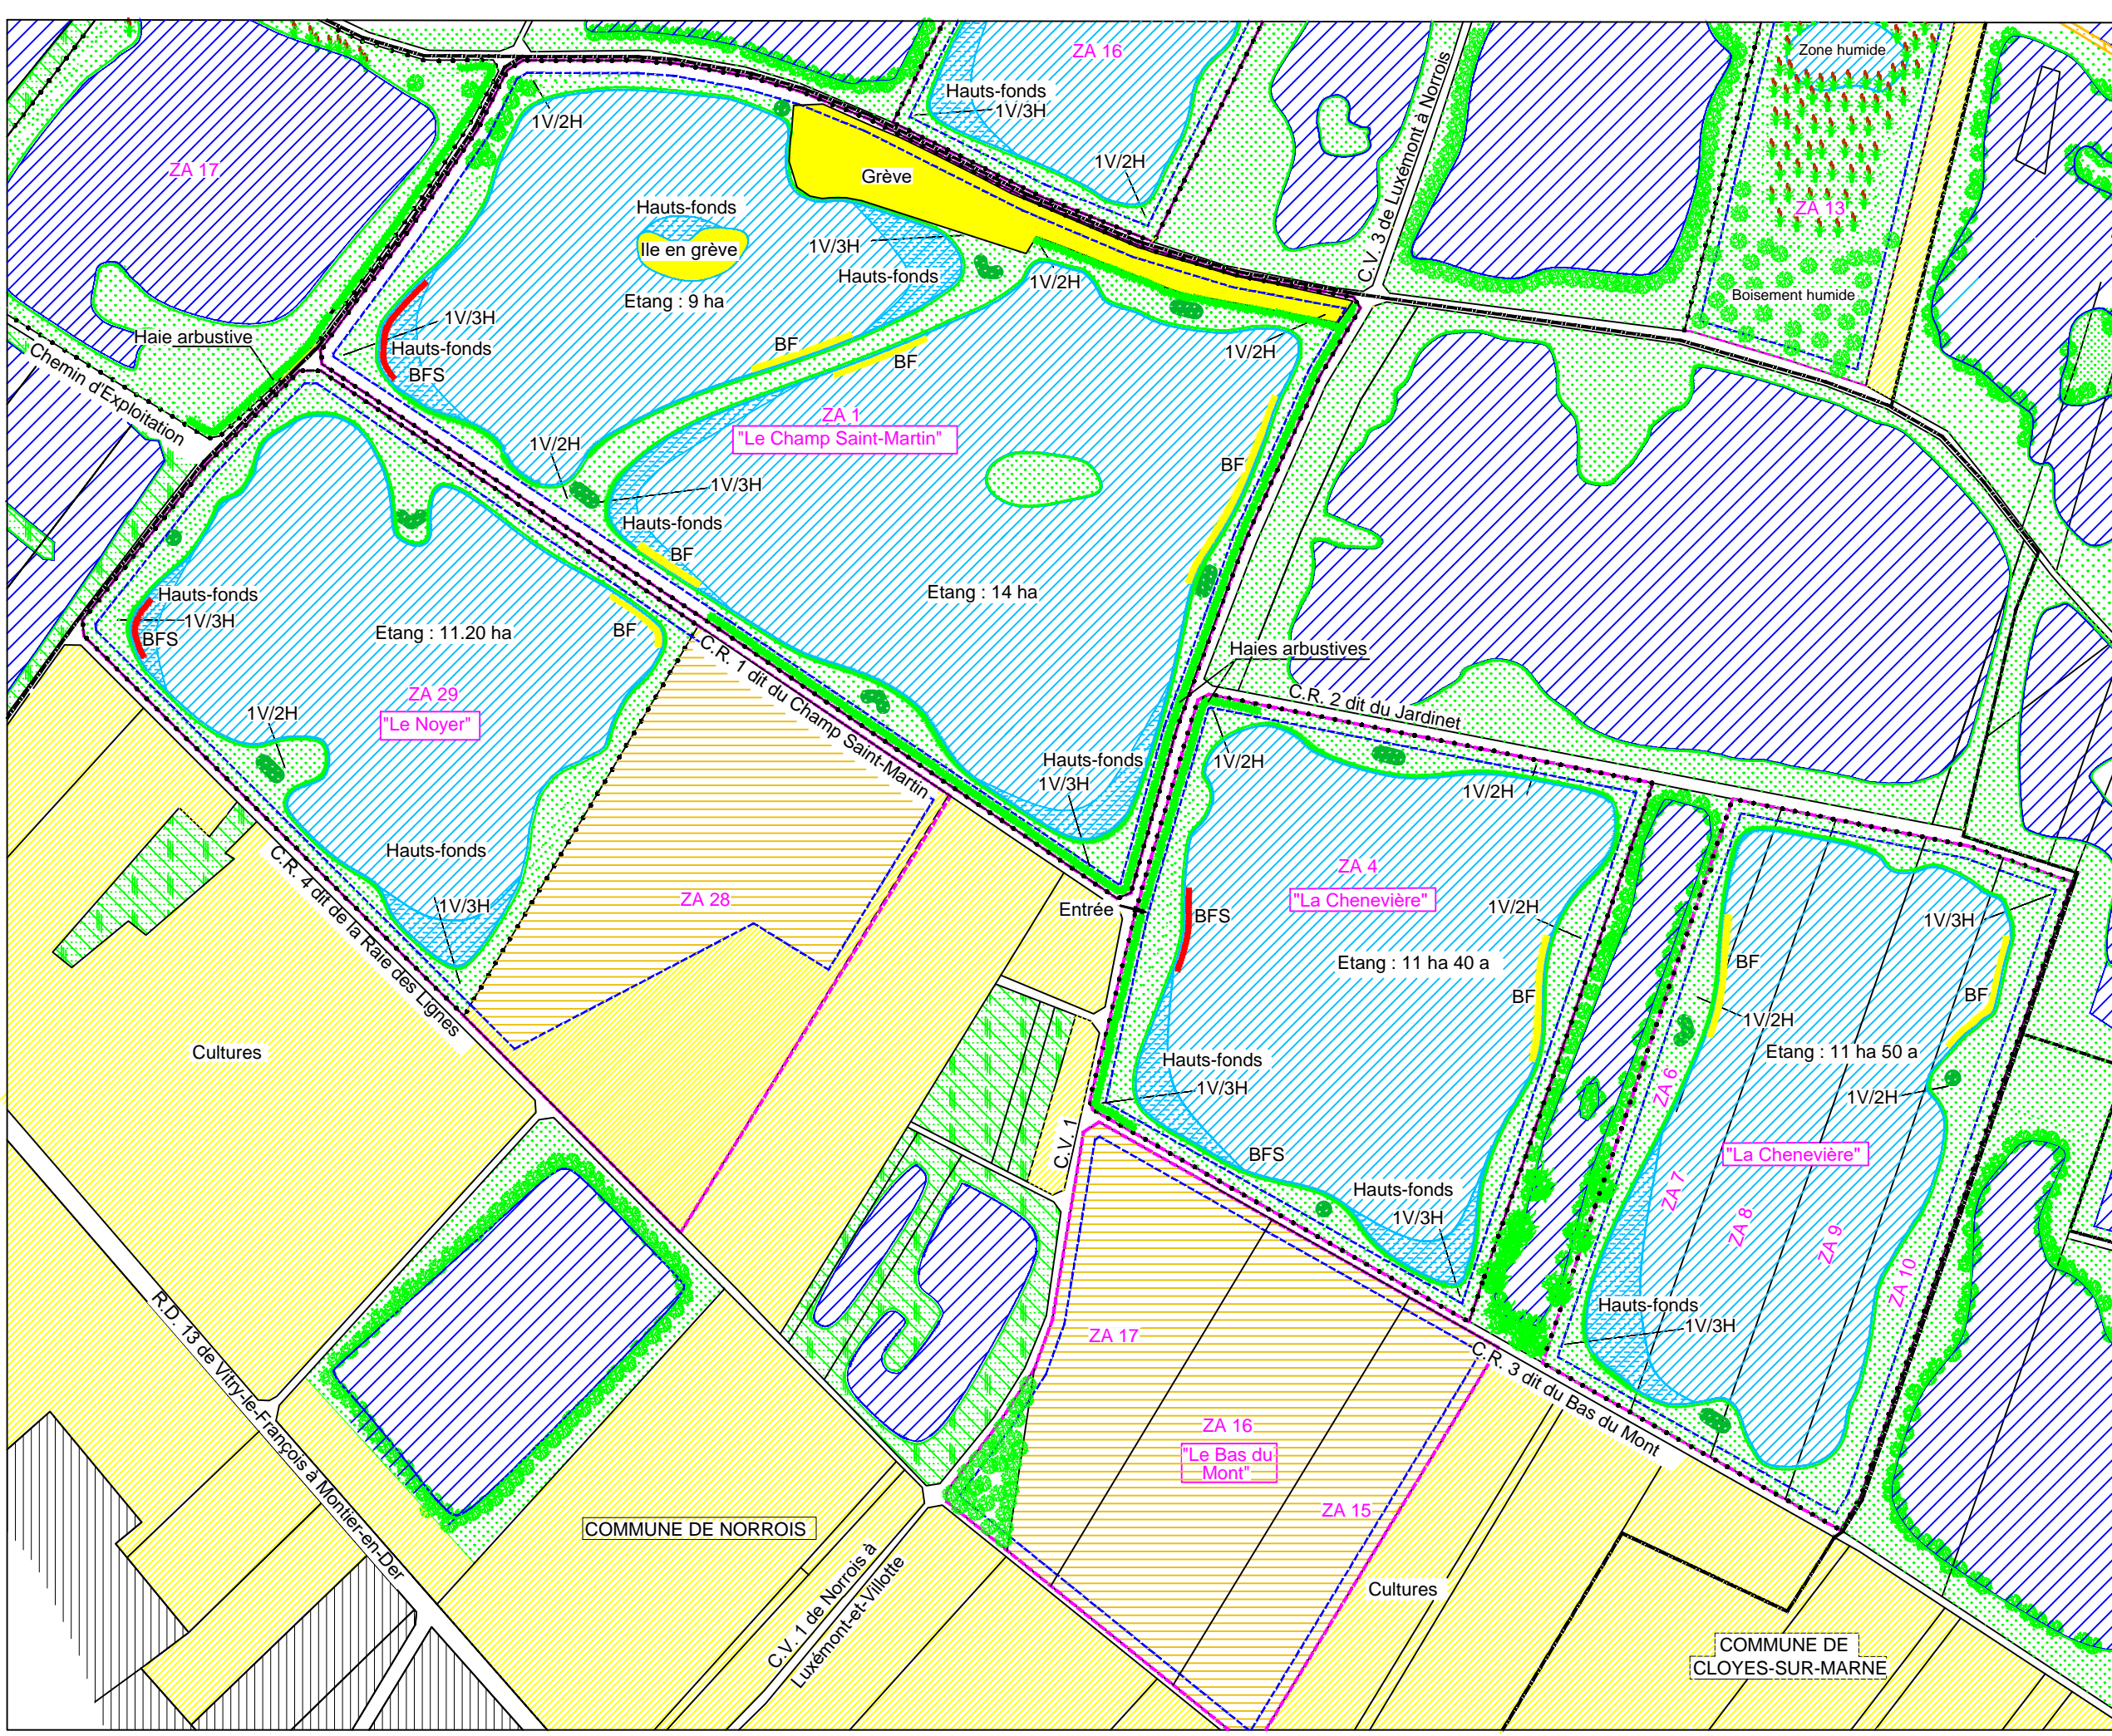 ZA 16
Zone humide
Hauts-fonds
1V/3H
1V/2H
C.V. 3 de Luxémont à Norrois
ZA 17
Grève
1V/2H
ZA 13
Hauts-fonds
Ile en grève
1V/3H
Hauts-fonds
1V/2H
Etang : 9 ha
Boisement humide
1V/3H
Haie arbustive
Hauts-fonds
BF
BF
1V/2H
BFS
Chemin d'Exploitation
ZA 1
"Le Champ Saint-Martin"
1V/2H
BF
1V/3H
Hauts-fonds
BF
Etang : 14 ha
Hauts-fonds
1V/3H
BFS
Etang : 11.20 ha
BF
C.R. 1 dit du Champ Saint-Martin
Haies arbustives
C.R. 2 dit du Jardinet
ZA 29
"Le Noyer"
1V/2H
Hauts-fonds
1V/3H
1V/2H
1V/2H
Hauts-fonds
C.R. 4 dit de la Raie des Lignes
1V/3H
ZA 28
Entrée
ZA 4
"La Chenevière"
BFS
1V/2H
1V/3H
Etang : 11 ha 40 a
BF
BF
BF
1V/2H
Etang : 11 ha 50 a
Cultures
Hauts-fonds
1V/3H
ZA 6
1V/2H
C.V. 1
BFS
"La Chenevière"
Hauts-fonds
1V/3H
ZA 7
ZA 8
ZA 9
ZA 10
Hauts-fonds
1V/3H
R.D. 13 de Vitry-le-François à Montier-en-Der
ZA 17
C.R. 3 dit du Bas du Mont
ZA 16
"Le Bas du
Mont"
ZA 15
COMMUNE DE NORROIS
C.V. 1 de Norrois à
Luxémont-et-Villotte
Cultures
COMMUNE DE
CLOYES-SUR-MARNE